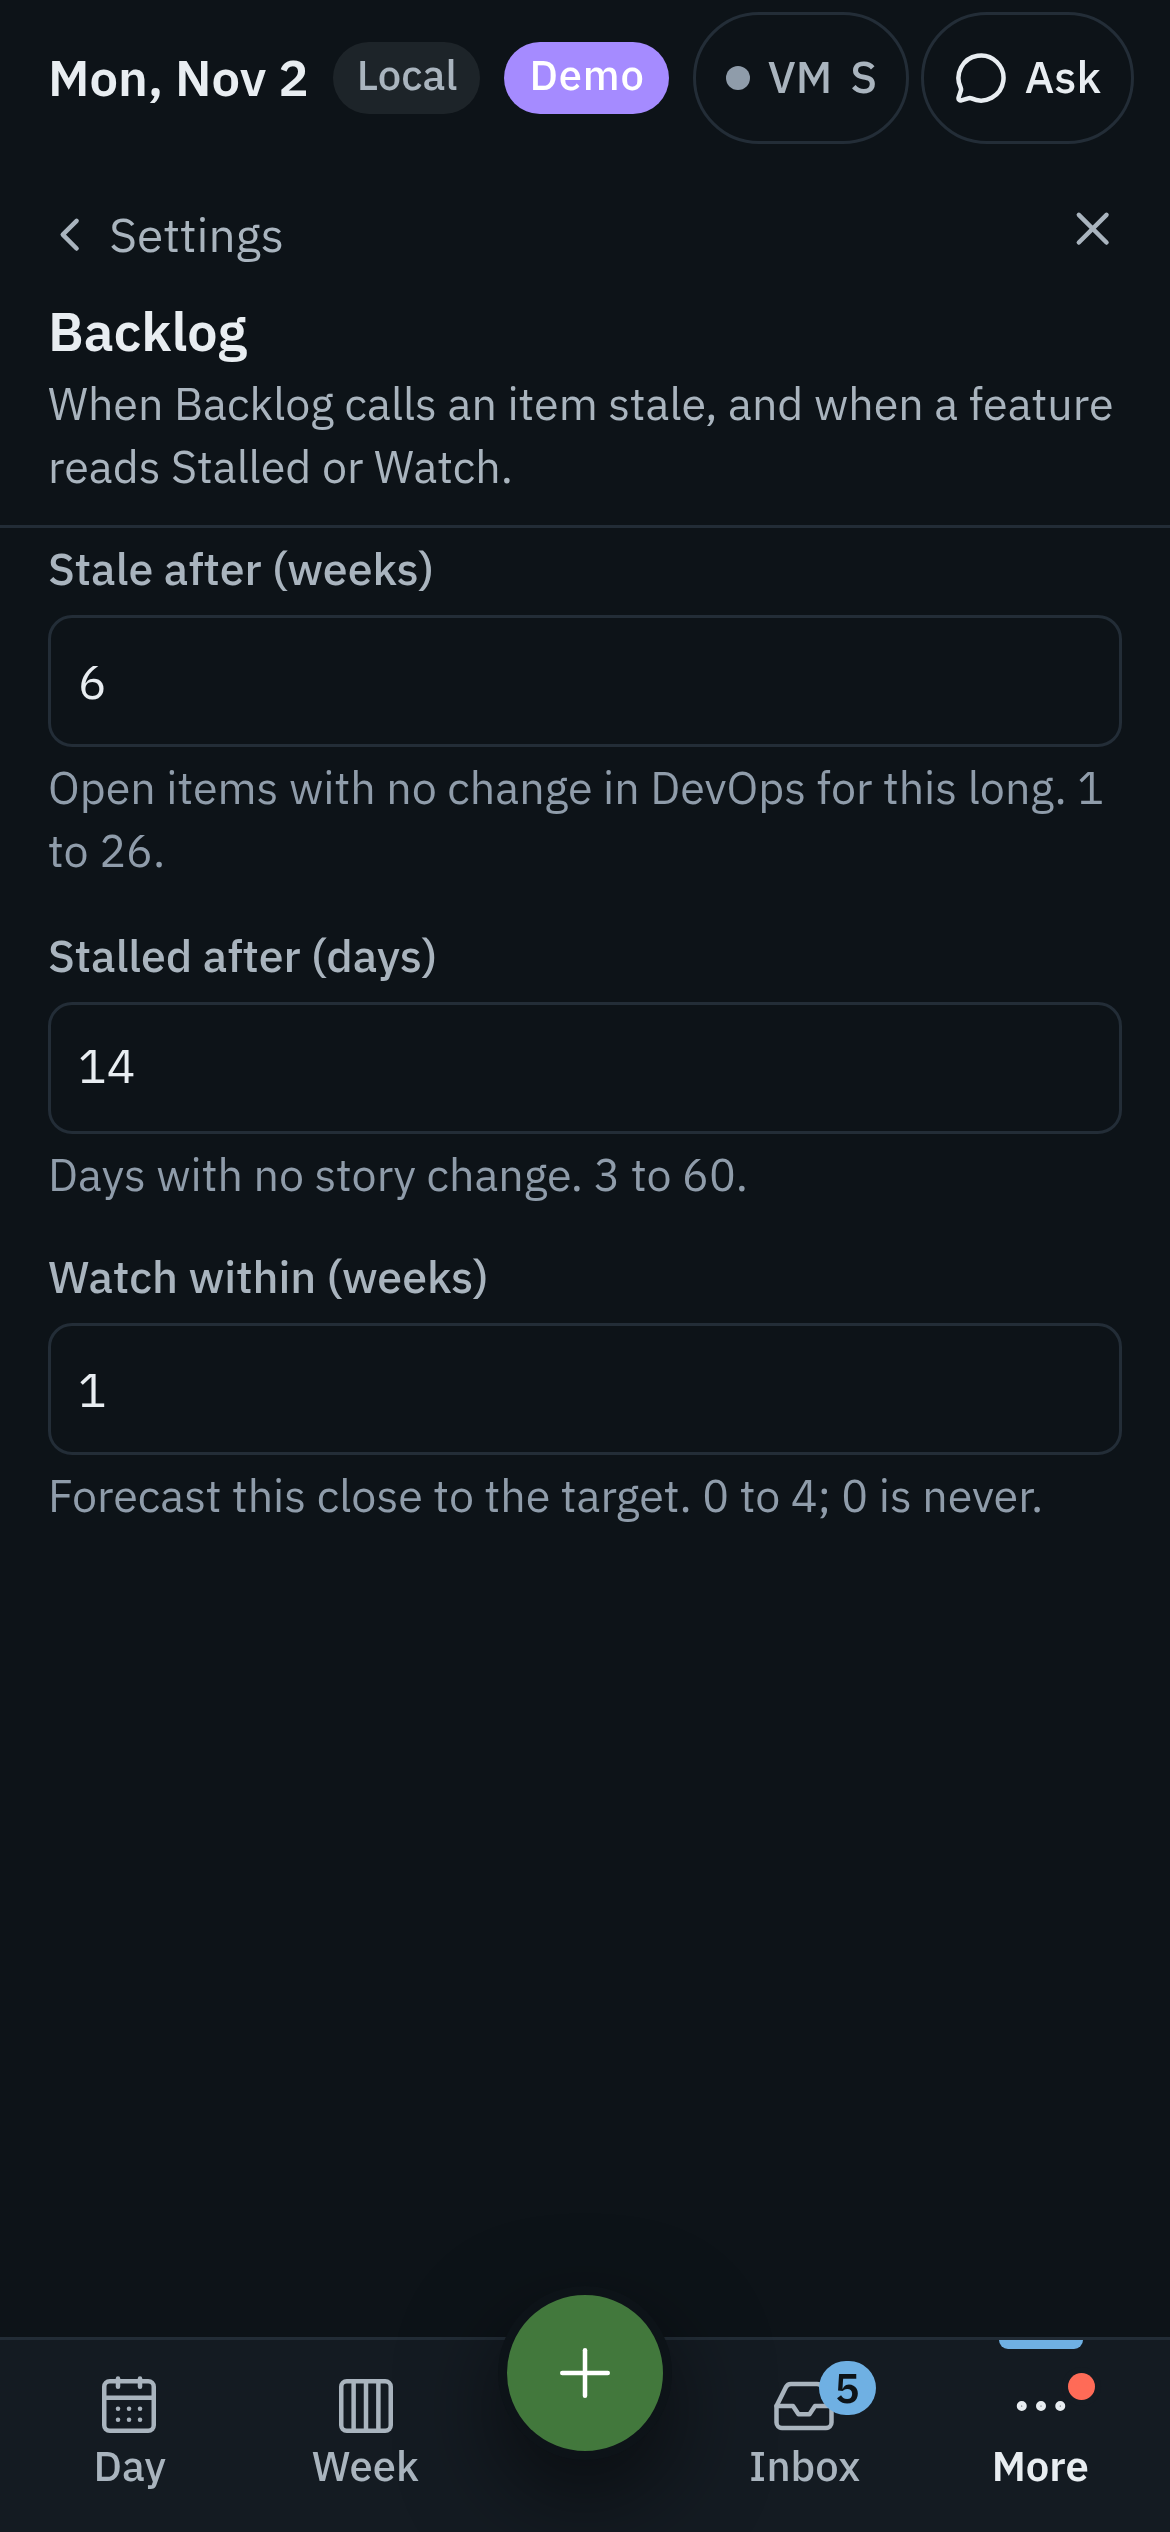 Mon, Nov 2 Local Demo VM S Ask
Settings
Backlog
When Backlog calls an item stale, and when a feature
reads Stalled or Watch.
Stale after (weeks)
6
Open items with no change in DevOps for this long. 1
to 26.
Stalled after (days)
14
Days with no story change. 3 to 60.
Watch within (weeks)
1
Forecast this close to the target. 0 to 4; 0 is never.
5
Day Week Inbox More